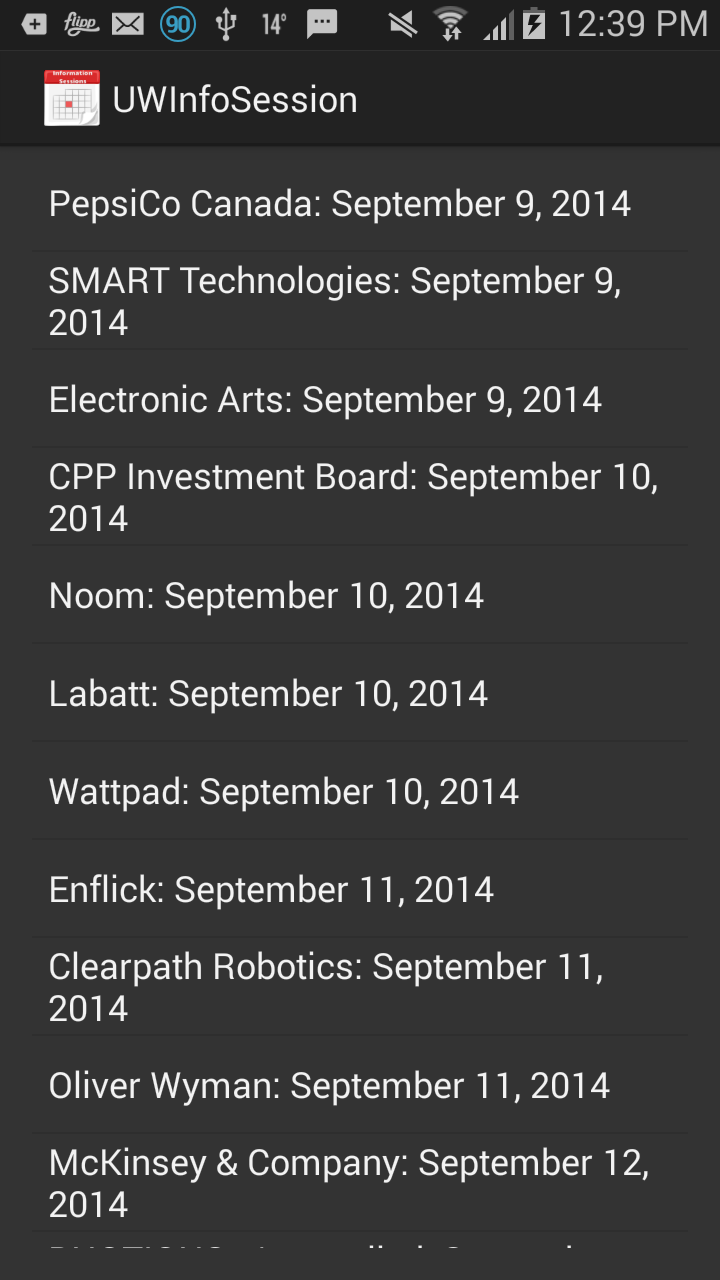 flipp 90 14° 12:39 PM
Information
Sessions
UWInfoSession
PepsiCo Canada: September 9, 2014
SMART Technologies: September 9,
2014
Electronic Arts: September 9, 2014
CPP Investment Board: September 10,
2014
Noom: September 10, 2014
Labatt: September 10, 2014
Wattpad: September 10, 2014
Enflick: September 11, 2014
Clearpath Robotics: September 11,
2014
Oliver Wyman: September 11, 2014
McKinsey & Company: September 12,
2014